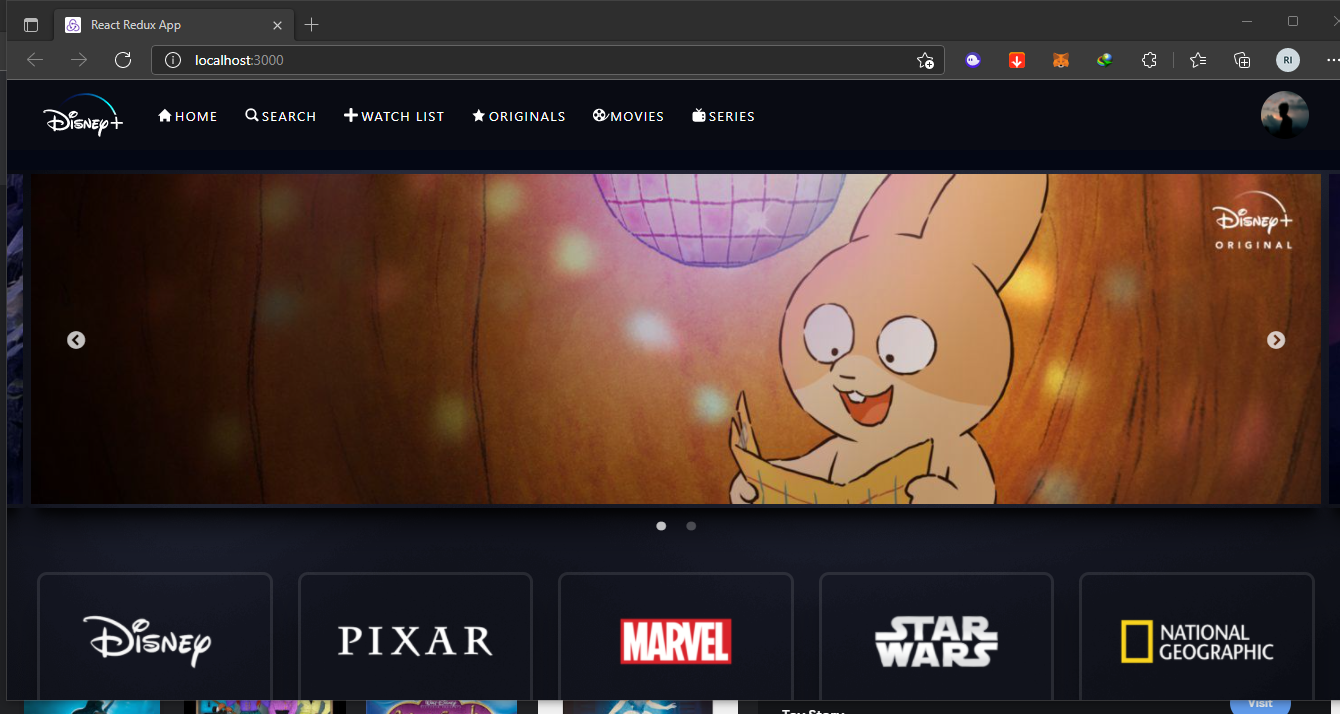 React Redux App
localhost:3000
RI
Disney+
HOME
SEARCH
WATCH LIST
ORIGINALS
MOVIES
SERIES
Disney+
ORIGINAL
Disney
PIXAR
MARVEL
STAR
WARS
NATIONAL
GEOGRAPHIC
Visit